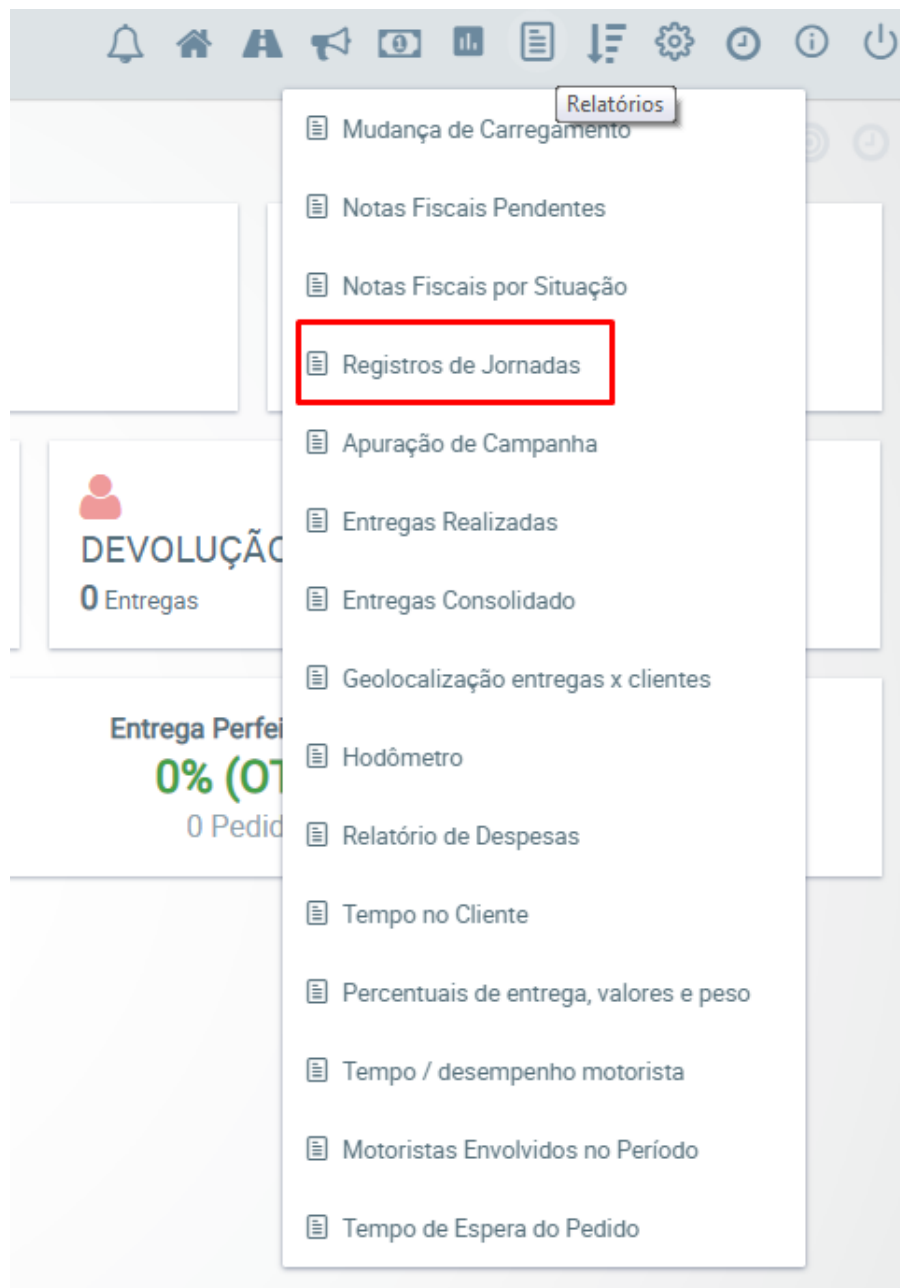 Relatórios
Mudança de Carregamento
Notas Fiscais Pendentes
Notas Fiscais por Situação
Registros de Jornadas
Apuração de Campanha
Entregas Realizadas
Entregas Consolidado
Geolocalização entregas x clientes
Hodômetro
Relatório de Despesas
Tempo no Cliente
Percentuais de entrega, valores e peso
Tempo / desempenho motorista
Motoristas Envolvidos no Período
Tempo de Espera do Pedido
DEVOLUÇÃO
0 Entregas
Entrega Perfei
0% (OT
0 Pedid